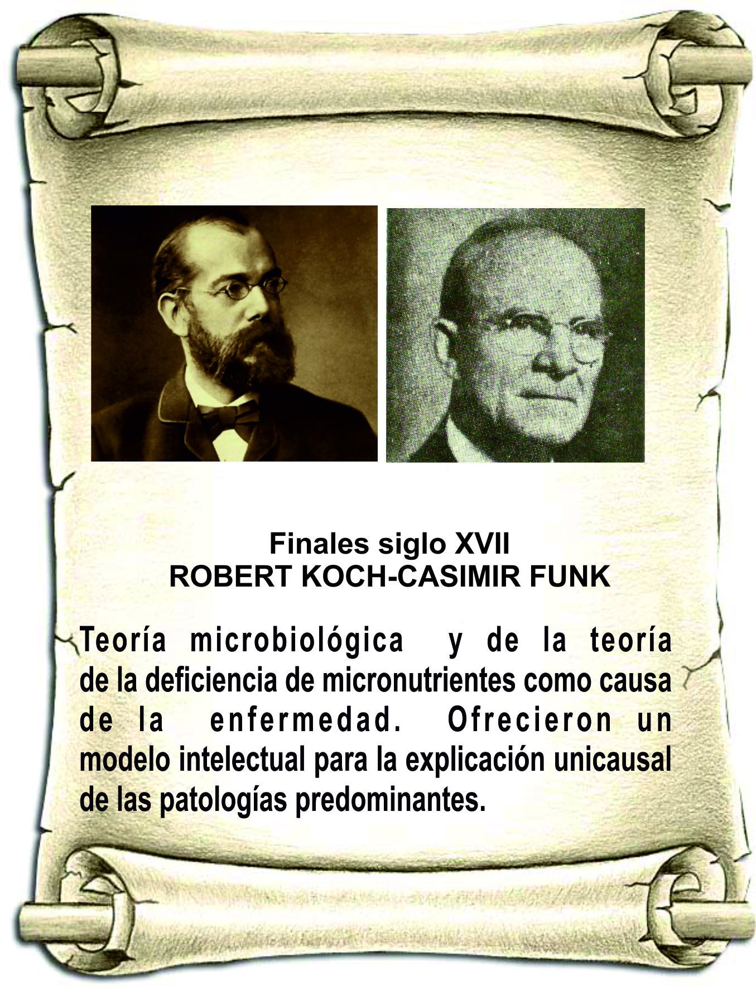 Finales siglo XVII
ROBERT KOCH-CASIMIR FUNK
Teoría microbiológica y de la teoría
de la deficiencia de micronutrientes como causa
de la enfermedad. Ofrecieron un
modelo intelectual para la explicación unicausal
de las patologías predominantes.